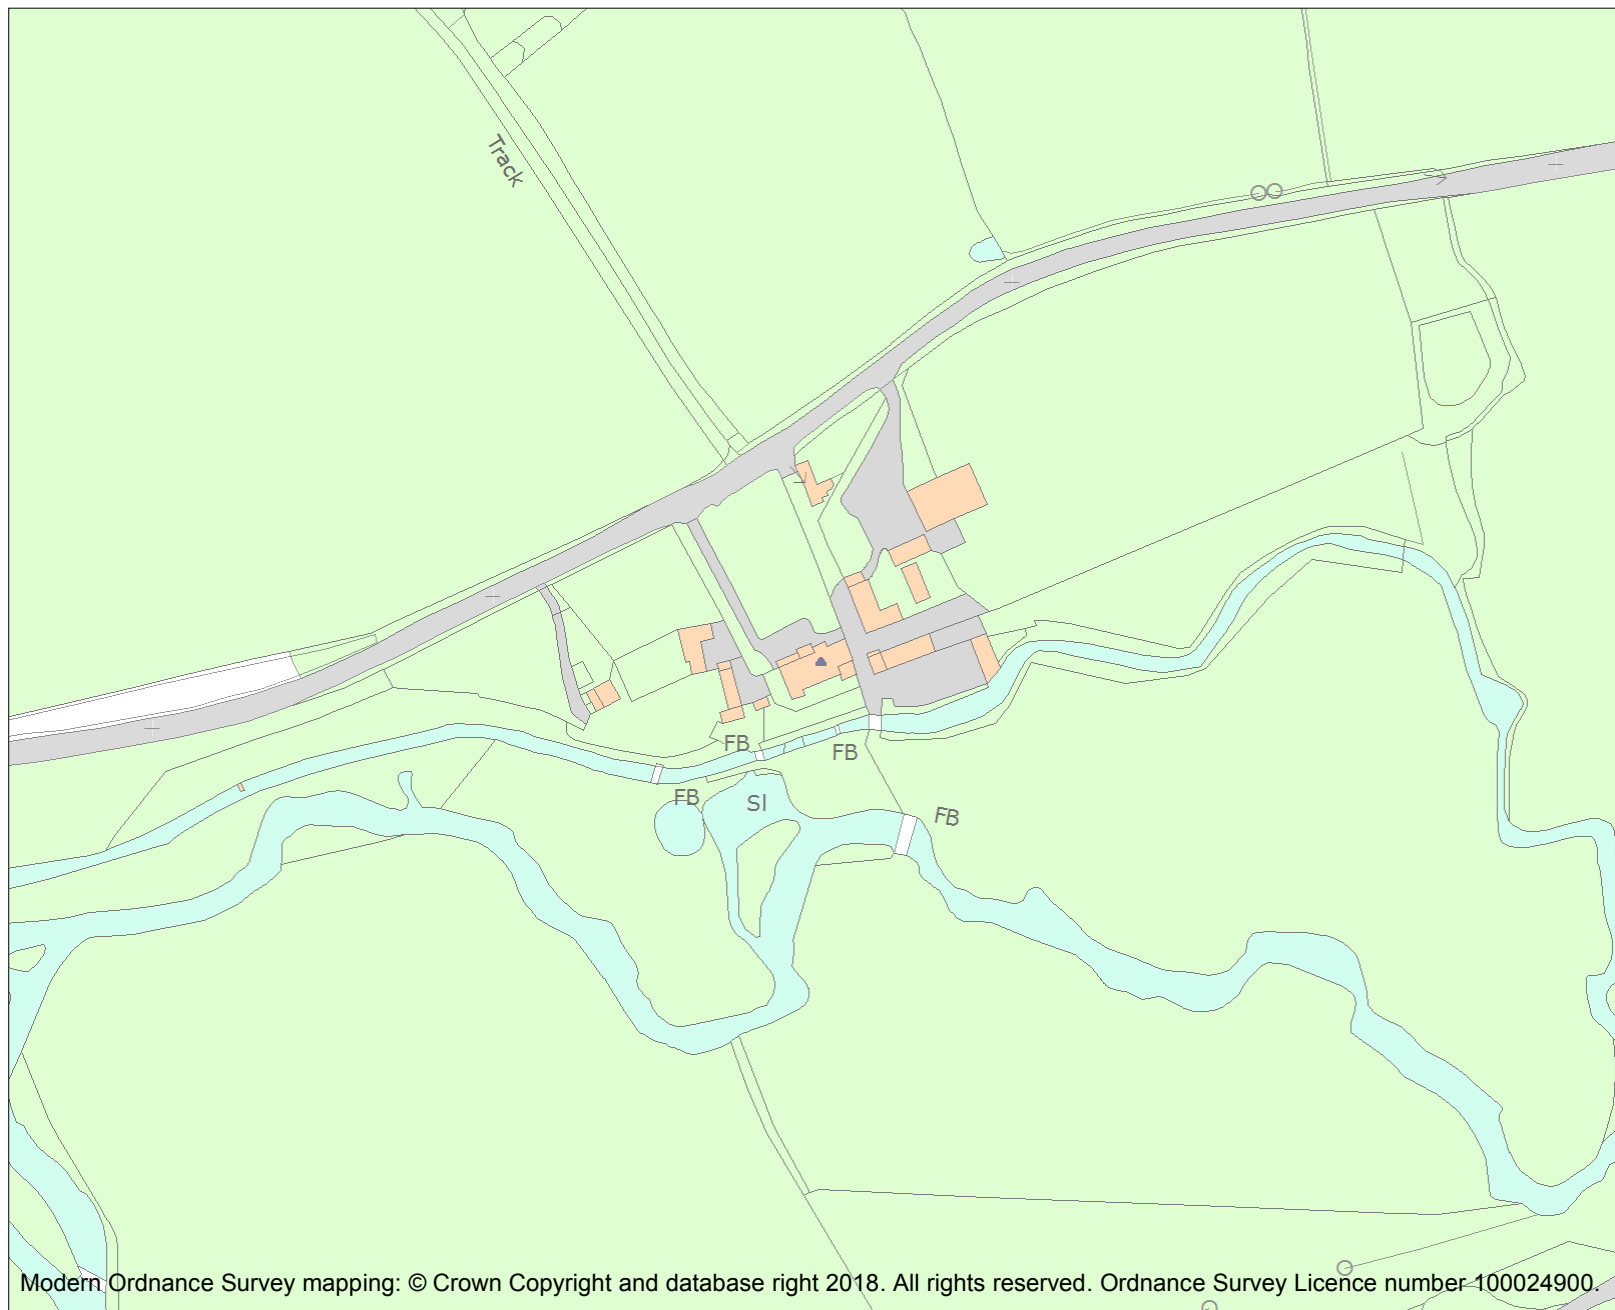 Track
FB
FB
FB
Sl
FB
Modern Ordnance Survey mapping: © Crown Copyright and database right 2018. All rights reserved. Ordnance Survey Licence number 100024900.